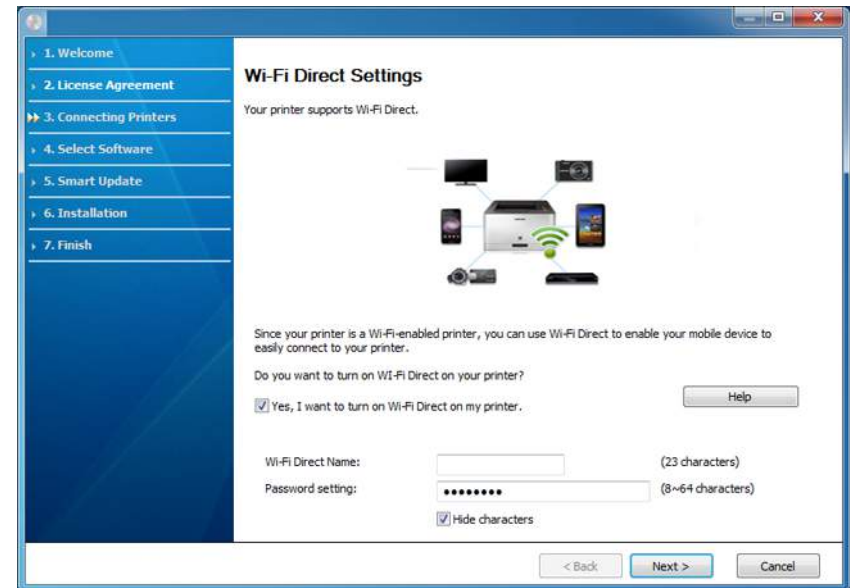 1. Welcome
2. License Agreement
3. Connecting Printers
4. Select Software
5. Smart Update
6. Installation
7. Finish
Wi-Fi Direct Settings
Your printer supports Wi-Fi Direct.
Since your printer is a Wi-Fi-enabled printer, you can use Wi-Fi Direct to enable your mobile device to
easily connect to your printer.
Do you want to turn on WI-Fi Direct on your printer?
Help
Yes, I want to turn on Wi-Fi Direct on my printer.
Wi-Fi Direct Name: (23 characters)
Password setting: (8~64 characters)
Hide characters
< Back Next > Cancel